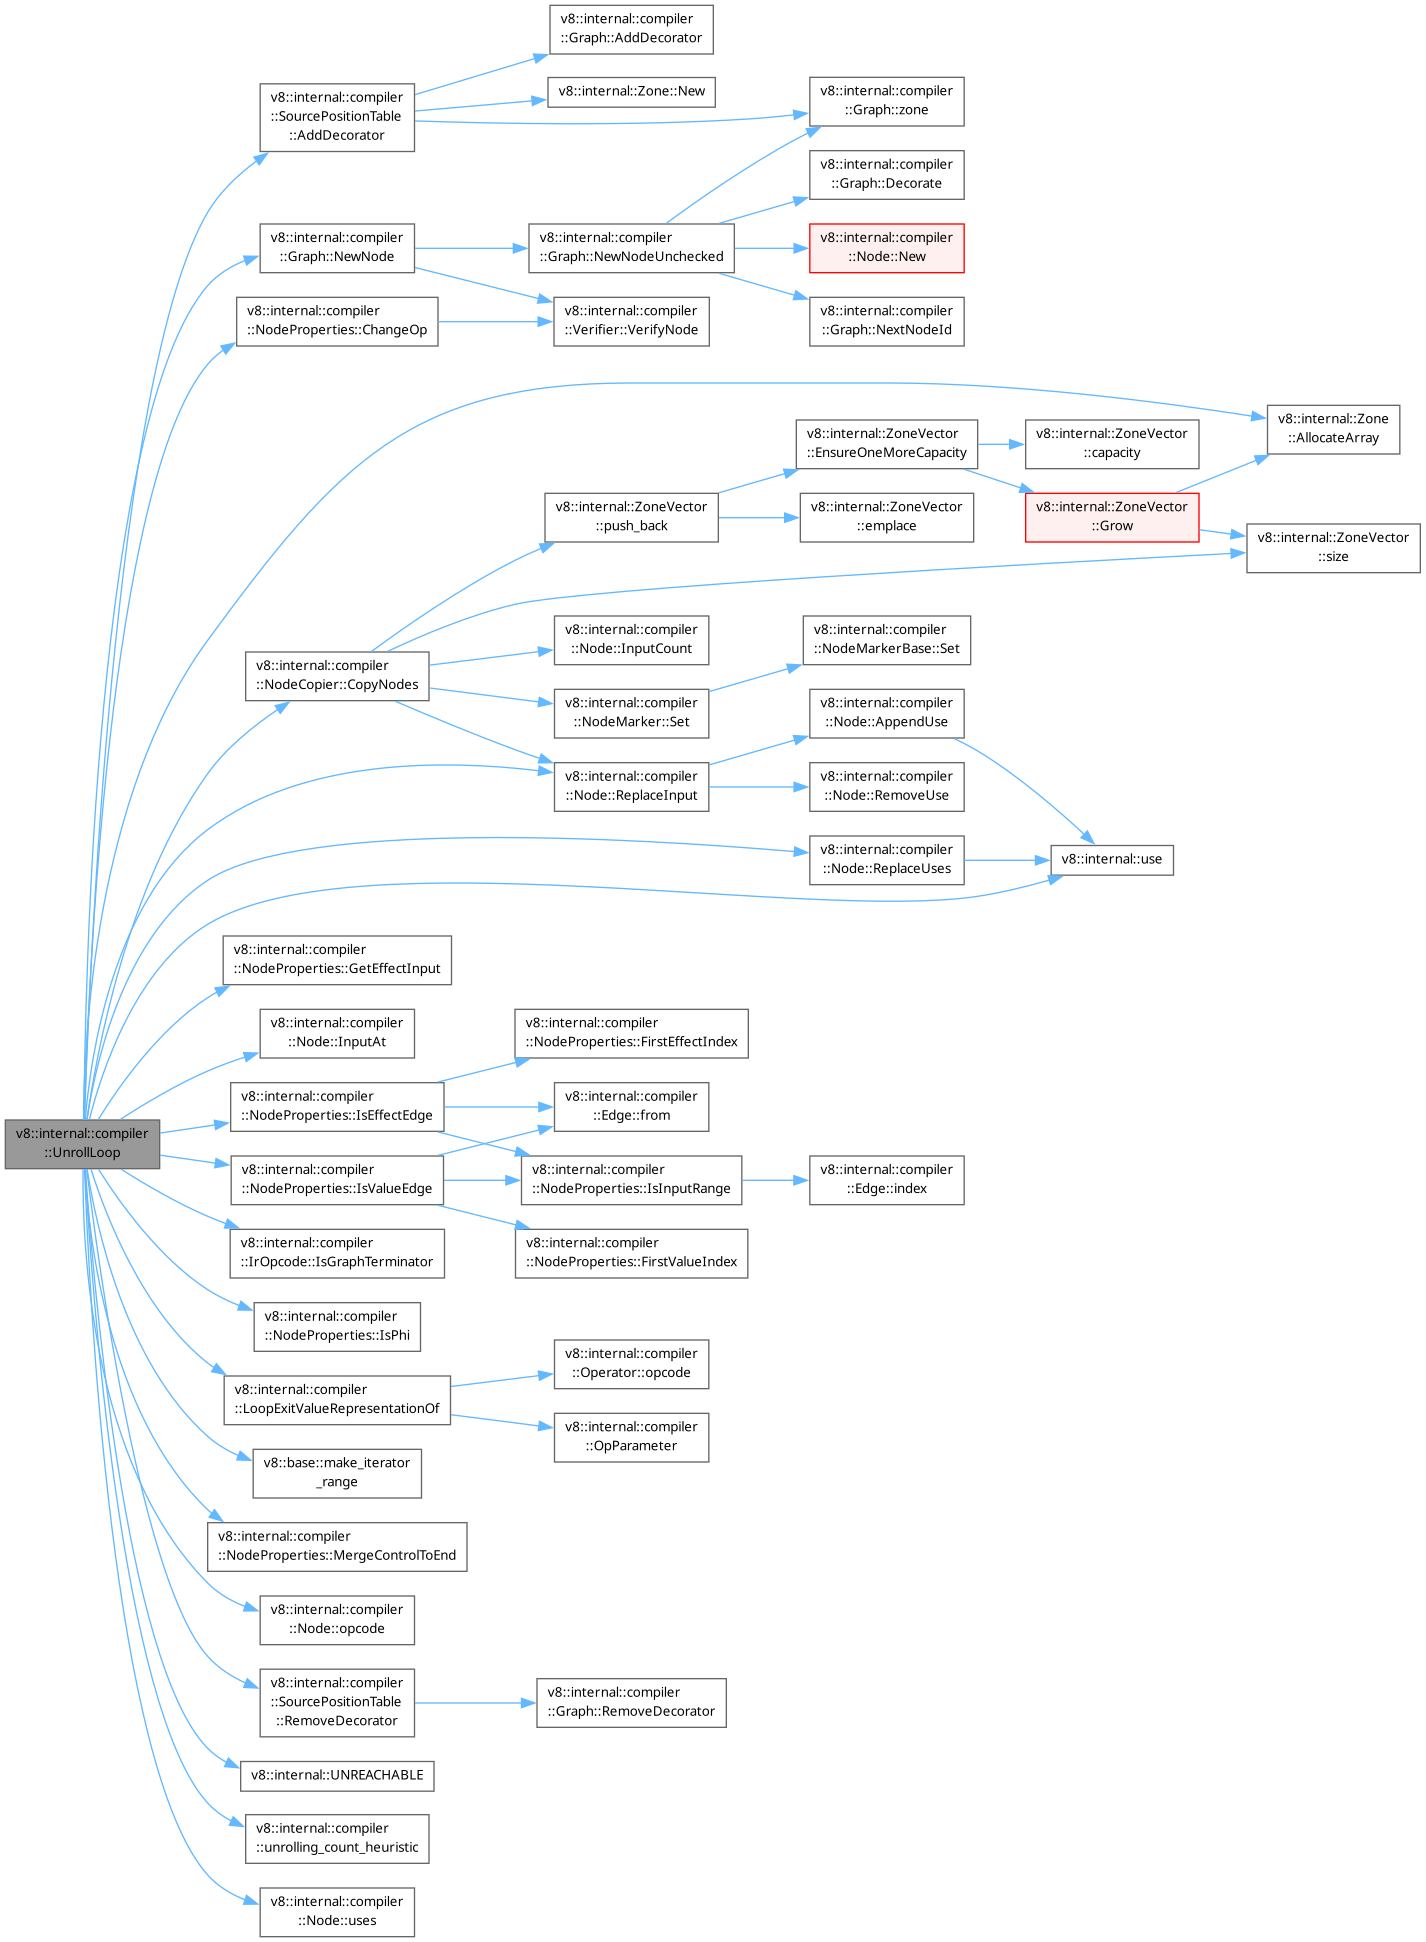 v8::internal::compiler
::Graph::AddDecorator
v8::internal::compiler
::SourcePositionTable
::AddDecorator
v8::internal::Zone::New
v8::internal::compiler
::Graph::zone
v8::internal::compiler
::Graph::Decorate
v8::internal::compiler
::Graph::NewNode
v8::internal::compiler
::Graph::NewNodeUnchecked
v8::internal::compiler
::Node::New
v8::internal::compiler
::NodeProperties::ChangeOp
v8::internal::compiler
::Verifier::VerifyNode
v8::internal::compiler
::Graph::NextNodeId
v8::internal::Zone
::AllocateArray
v8::internal::ZoneVector
::EnsureOneMoreCapacity
v8::internal::ZoneVector
::capacity
v8::internal::ZoneVector
::push_back
v8::internal::ZoneVector
::emplace
v8::internal::ZoneVector
::Grow
v8::internal::ZoneVector
::size
v8::internal::compiler
::NodeCopier::CopyNodes
v8::internal::compiler
::Node::InputCount
v8::internal::compiler
::NodeMarkerBase::Set
v8::internal::compiler
::NodeMarker::Set
v8::internal::compiler
::Node::AppendUse
v8::internal::compiler
::Node::ReplaceInput
v8::internal::compiler
::Node::RemoveUse
v8::internal::compiler
::Node::ReplaceUses
v8::internal::use
v8::internal::compiler
::NodeProperties::GetEffectInput
v8::internal::compiler
::Node::InputAt
v8::internal::compiler
::NodeProperties::FirstEffectIndex
v8::internal::compiler
::UnrollLoop
v8::internal::compiler
::NodeProperties::IsEffectEdge
v8::internal::compiler
::Edge::from
v8::internal::compiler
::NodeProperties::IsValueEdge
v8::internal::compiler
::NodeProperties::IsInputRange
v8::internal::compiler
::Edge::index
v8::internal::compiler
::IrOpcode::IsGraphTerminator
v8::internal::compiler
::NodeProperties::FirstValueIndex
v8::internal::compiler
::NodeProperties::IsPhi
v8::internal::compiler
::LoopExitValueRepresentationOf
v8::internal::compiler
::Operator::opcode
v8::internal::compiler
::OpParameter
v8::base::make_iterator
_range
v8::internal::compiler
::NodeProperties::MergeControlToEnd
v8::internal::compiler
::Node::opcode
v8::internal::compiler
::SourcePositionTable
::RemoveDecorator
v8::internal::compiler
::Graph::RemoveDecorator
v8::internal::UNREACHABLE
v8::internal::compiler
::unrolling_count_heuristic
v8::internal::compiler
::Node::uses